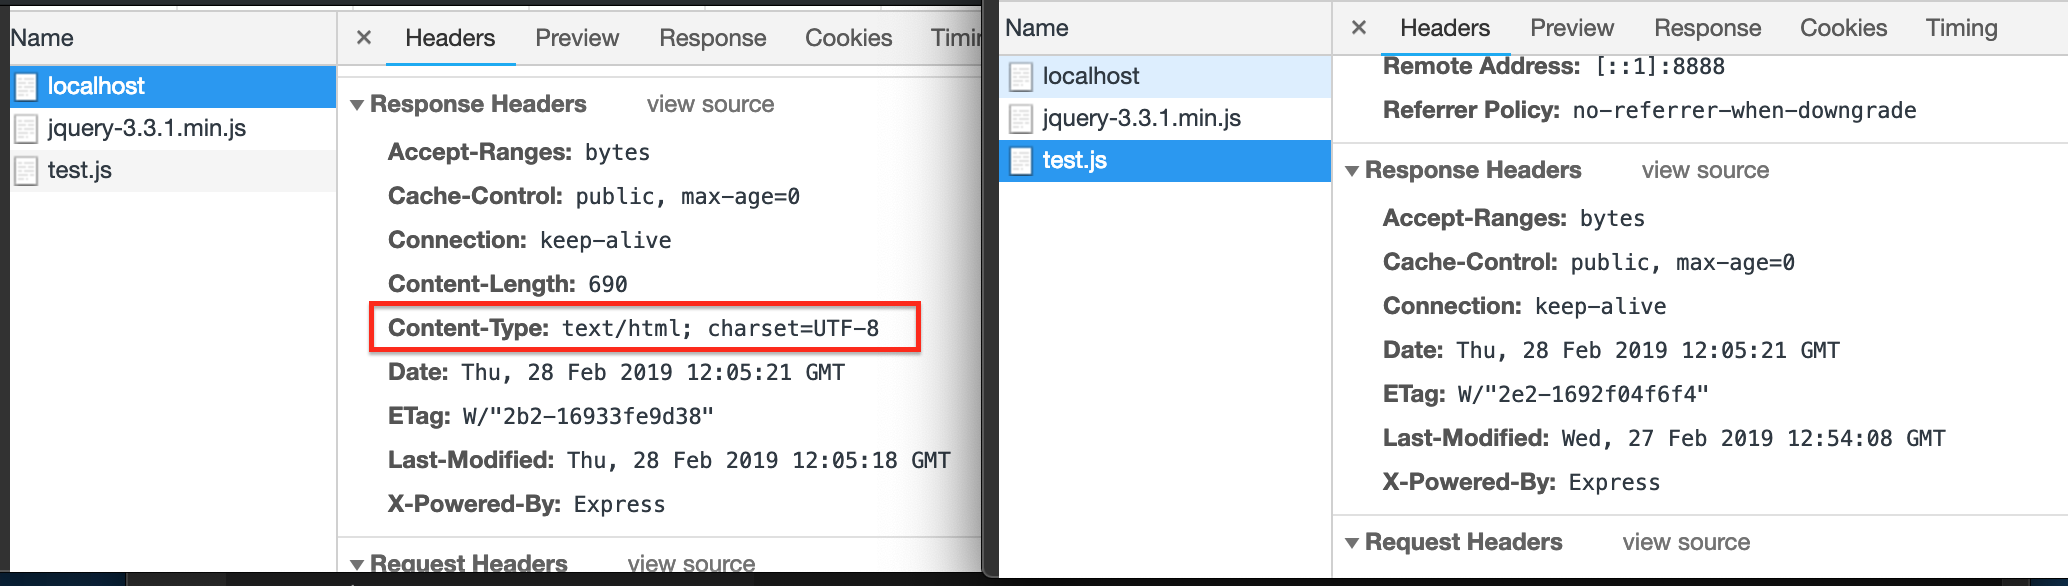 Name
localhost
jquery-3.3.1.min.js
test.js
× Headers Preview Response Cookies Timin
▼ Response Headers view source
Accept-Ranges: bytes
Cache-Control: public, max-age=0
Connection: keep-alive
Content-Length: 690
Content-Type: text/html; charset=UTF-8
Date: Thu, 28 Feb 2019 12:05:21 GMT
ETag: W/"2b2-16933fe9d38"
Last-Modified: Thu, 28 Feb 2019 12:05:18 GMT
X-Powered-By: Express
▼ Request Headers view source
Name
localhost
jquery-3.3.1.min.js
test.js
× Headers Preview Response Cookies Timing
Remote Address: [::1]:8888
Referrer Policy: no-referrer-when-downgrade
▼ Response Headers view source
Accept-Ranges: bytes
Cache-Control: public, max-age=0
Connection: keep-alive
Date: Thu, 28 Feb 2019 12:05:21 GMT
ETag: W/"2e2-1692f04f6f4"
Last-Modified: Wed, 27 Feb 2019 12:54:08 GMT
X-Powered-By: Express
▼ Request Headers view source